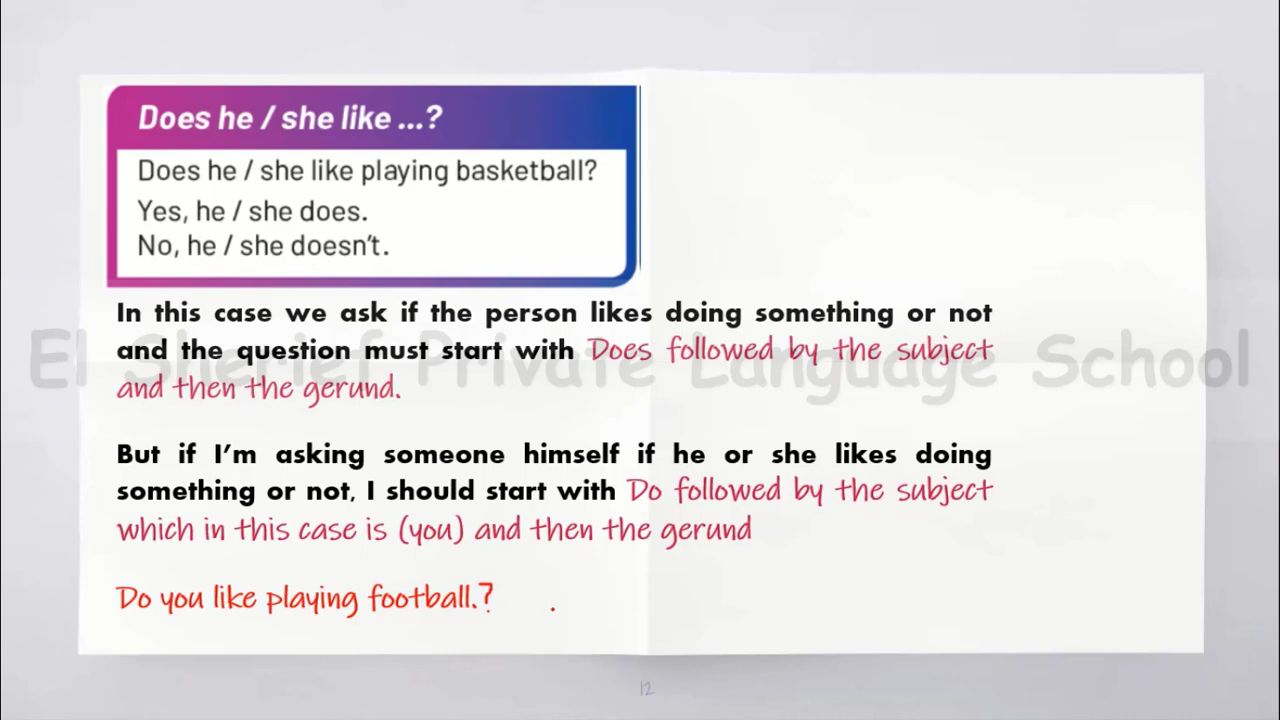 Does he / she like ...?
Does he / she like playing basketball?
Yes, he / she does.
No, he / she doesn't.
In this case we ask if the person likes doing something or not
and the question must start with Does followed by the subject
and then the gerund.
El Sherief Private Language School
But if I'm asking someone himself if he or she likes doing
something or not, I should start with Do followed by the subject
which in this case is (you) and then the gerund
Do you like playing football.?
12